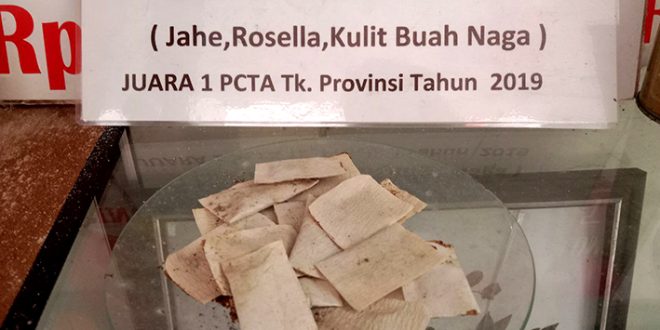 Rp
( Jahe,Rosella,Kulit Buah Naga )
JUARA 1 PCTA Tk. Provinsi Tahun  2019